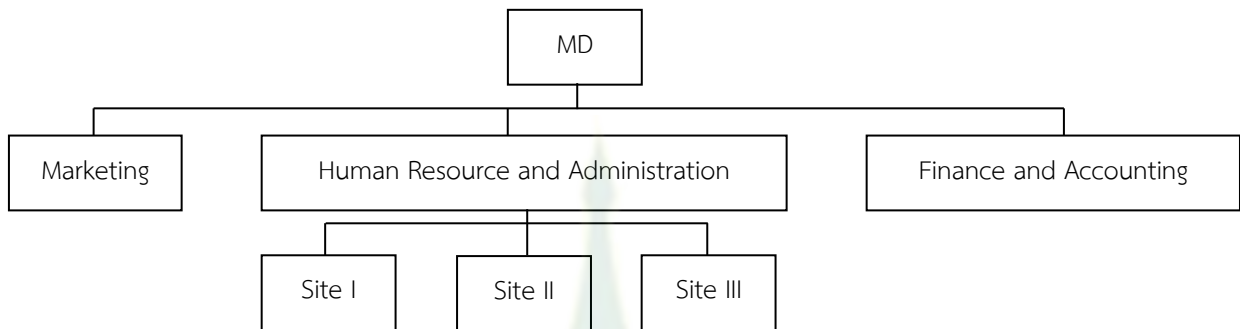 MD
Marketing
Human Resource and Administration
Finance and Accounting
Site I
Site II
Site III